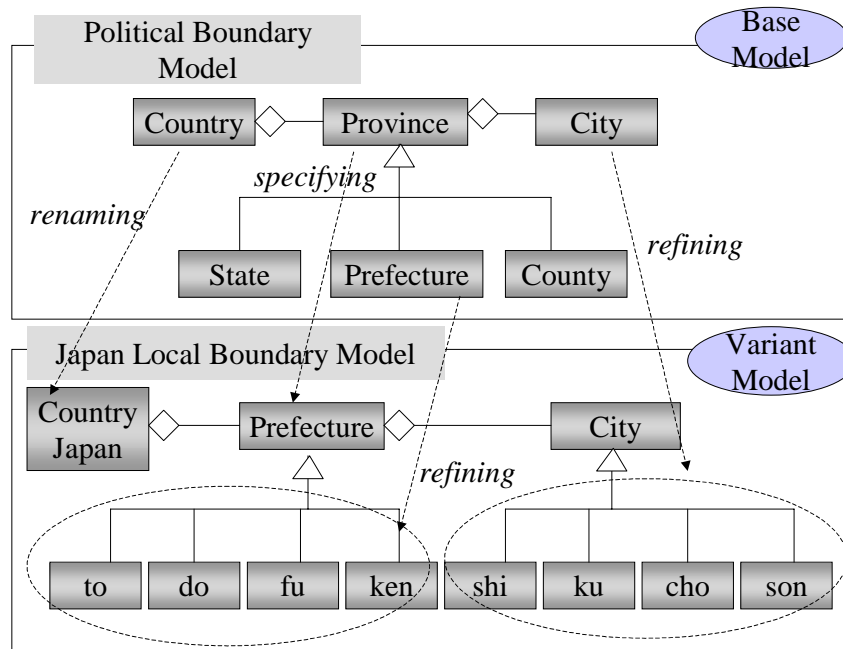 Political Boundary
Model
Base
Model
Country
Province
City
specifying
renaming
refining
State
Prefecture
County
Japan Local Boundary Model
Variant
Model
Country
Japan
Prefecture
City
refining
to
do
fu
ken
shi
ku
cho
son